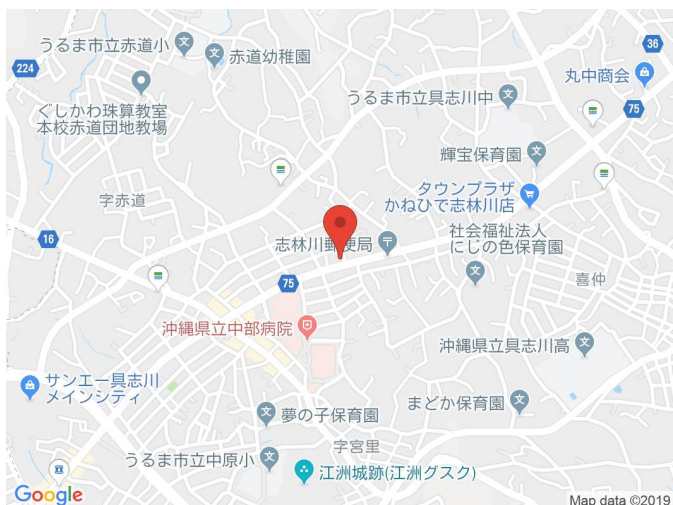 うるま市立赤道小
赤道幼稚園
36
丸中商会
224
うるま市立具志川中
75
ぐしかわ珠算教室
本校赤道団地教場
輝宝保育園
字赤道
タウンプラザ
かねひで志林川店
16
志林川郵便局
社会福祉法人
にじの色保育園
喜仲
75
沖縄県立中部病院
沖縄県立具志川高
サンエー具志川
メインシティ
夢の子保育園
まどか保育園
うるま市立中原小
字宮里
江洲城跡(江洲グスク)
Google
Map data ©2019